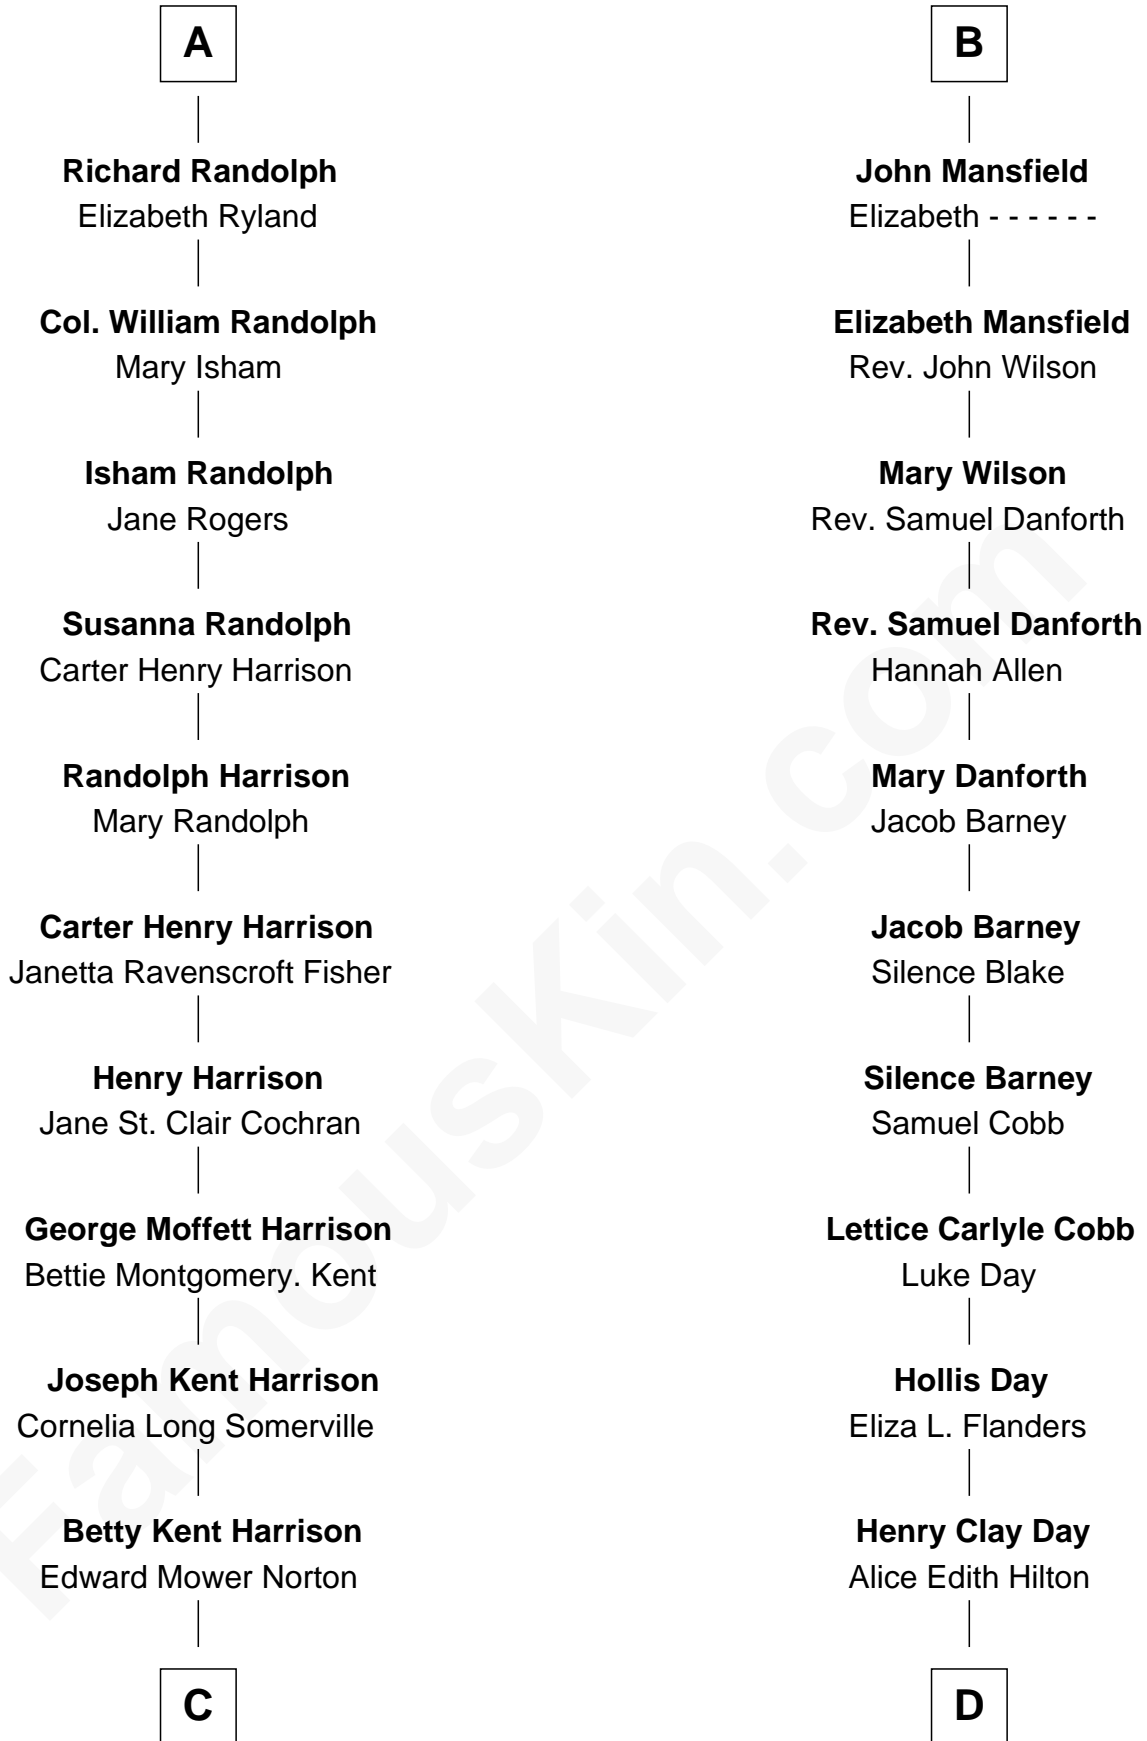 A
Richard Randolph
Elizabeth Ryland
Col. William Randolph
Mary Isham
Isham Randolph
Jane Rogers
Susanna Randolph
Carter Henry Harrison
Randolph Harrison
Mary Randolph
Carter Henry Harrison
Janetta Ravenscroft Fisher
Henry Harrison
Jane St. Clair Cochran
George Moffett Harrison
Bettie Montgomery. Kent
Joseph Kent Harrison
Cornelia Long Somerville
Betty Kent Harrison
Edward Mower Norton
C
B
John Mansfield
Elizabeth - - - - - -
Elizabeth Mansfield
Rev. John Wilson
Mary Wilson
Rev. Samuel Danforth
Rev. Samuel Danforth
Hannah Allen
Mary Danforth
Jacob Barney
Jacob Barney
Silence Blake
Silence Barney
Samuel Cobb
Lettice Carlyle Cobb
Luke Day
Hollis Day
Eliza L. Flanders
Henry Clay Day
Alice Edith Hilton
D
FamousKin.com